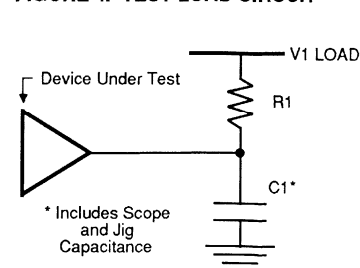 Device Under Test
V1 LOAD
R1
C1*
* Includes Scope
and Jig
Capacitance